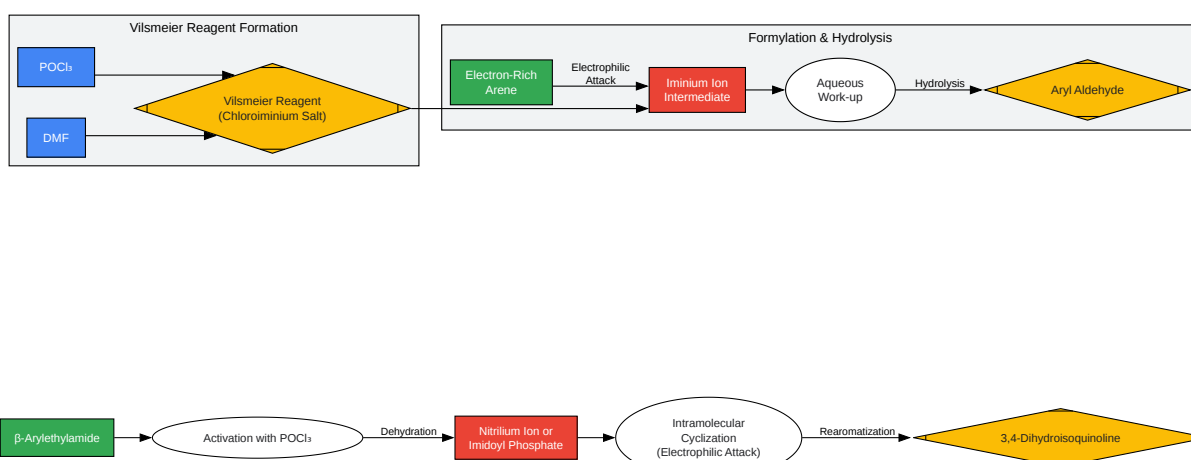 Vilsmeier Reagent Formation
POCl₃
DMF
Vilsmeier Reagent
(Chloroiminium Salt)
Formylation & Hydrolysis
Electron-Rich
Arene
Electrophilic
Attack
Iminium Ion
Intermediate
Aqueous
Work-up
Hydrolysis
Aryl Aldehyde
β-Arylethylamide
Activation with POCl₃
Dehydration
Nitrilium Ion or
Imidoyl Phosphate
Intramolecular
Cyclization
(Electrophilic Attack)
Rearomatization
3,4-Dihydroisoquinoline